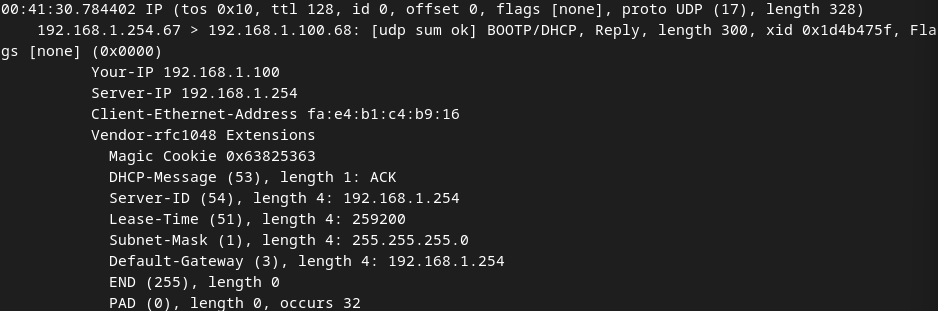 00:41:30.784402 IP (tos 0x10, ttl 128, id 0, offset 0, flags [none], proto UDP (17), length 328)
192.168.1.254.67 > 192.168.1.100.68: [udp sum ok] BOOTP/DHCP, Reply, length 300, xid 0x1d4b475f, Fla
gs [none] (0x0000)
Your-IP 192.168.1.100
Server-IP 192.168.1.254
Client-Ethernet-Address fa:e4:b1:c4:b9:16
Vendor-rfc1048 Extensions
Magic Cookie 0x63825363
DHCP-Message (53), length 1: ACK
Server-ID (54), length 4: 192.168.1.254
Lease-Time (51), length 4: 259200
Subnet-Mask (1), length 4: 255.255.255.0
Default-Gateway (3), length 4: 192.168.1.254
END (255), length 0
PAD (0), length 0, occurs 32